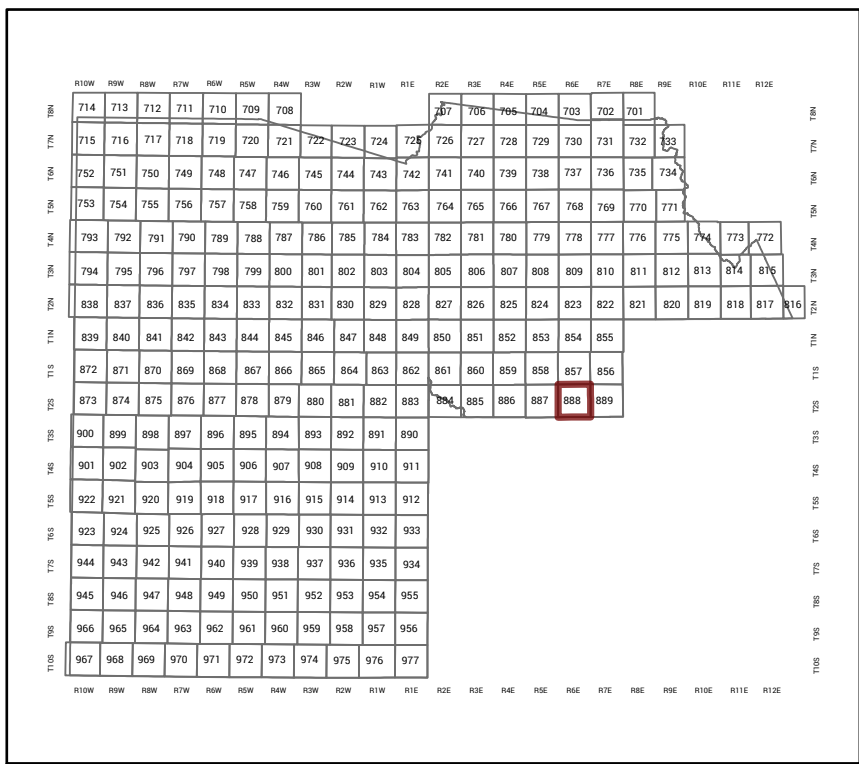 R10W R9W R8W R7W R6W R5W R4W R3W R2W R1W R1E R2E R3E R4E R5E R6E R7E R8E R9E R10E R11E R12E
T8N 714 713 712 711 710 709 708 707 706 705 704 703 702 701 T8N
T7N 715 716 717 718 719 720 721 722 723 724 725 726 727 728 729 730 731 732 733 T7N
T6N 752 751 750 749 748 747 746 745 744 743 742 741 740 739 738 737 736 735 734 T6N
T5N 753 754 755 756 757 758 759 760 761 762 763 764 765 766 767 768 769 770 771 T5N
T4N 793 792 791 790 789 788 787 786 785 784 783 782 781 780 779 778 777 776 775 774 773 772 T4N
T3N 794 795 796 797 798 799 800 801 802 803 804 805 806 807 808 809 810 811 812 813 814 815 T3N
T2N 838 837 836 835 834 833 832 831 830 829 828 827 826 825 824 823 822 821 820 819 818 817 816 T2N
T1N 839 840 841 842 843 844 845 846 847 848 849 850 851 852 853 854 855 T1N
T1S 872 871 870 869 868 867 866 865 864 863 862 861 860 859 858 857 856 T1S
T2S 873 874 875 876 877 878 879 880 881 882 883 884 885 886 887 888 889 T2S
T3S 900 899 898 897 896 895 894 893 892 891 890 T3S
T4S 901 902 903 904 905 906 907 908 909 910 911 T4S
T5S 922 921 920 919 918 917 916 915 914 913 912 T5S
T6S 923 924 925 926 927 928 929 930 931 932 933 T6S
T7S 944 943 942 941 940 939 938 937 936 935 934 T7S
T8S 945 946 947 948 949 950 951 952 953 954 955 T8S
T9S 966 965 964 963 962 961 960 959 958 957 956 T9S
T10S 967 968 969 970 971 972 973 974 975 976 977 T10S
R10W R9W R8W R7W R6W R5W R4W R3W R2W R1W R1E R2E R3E R4E R5E R6E R7E R8E R9E R10E R11E R12E